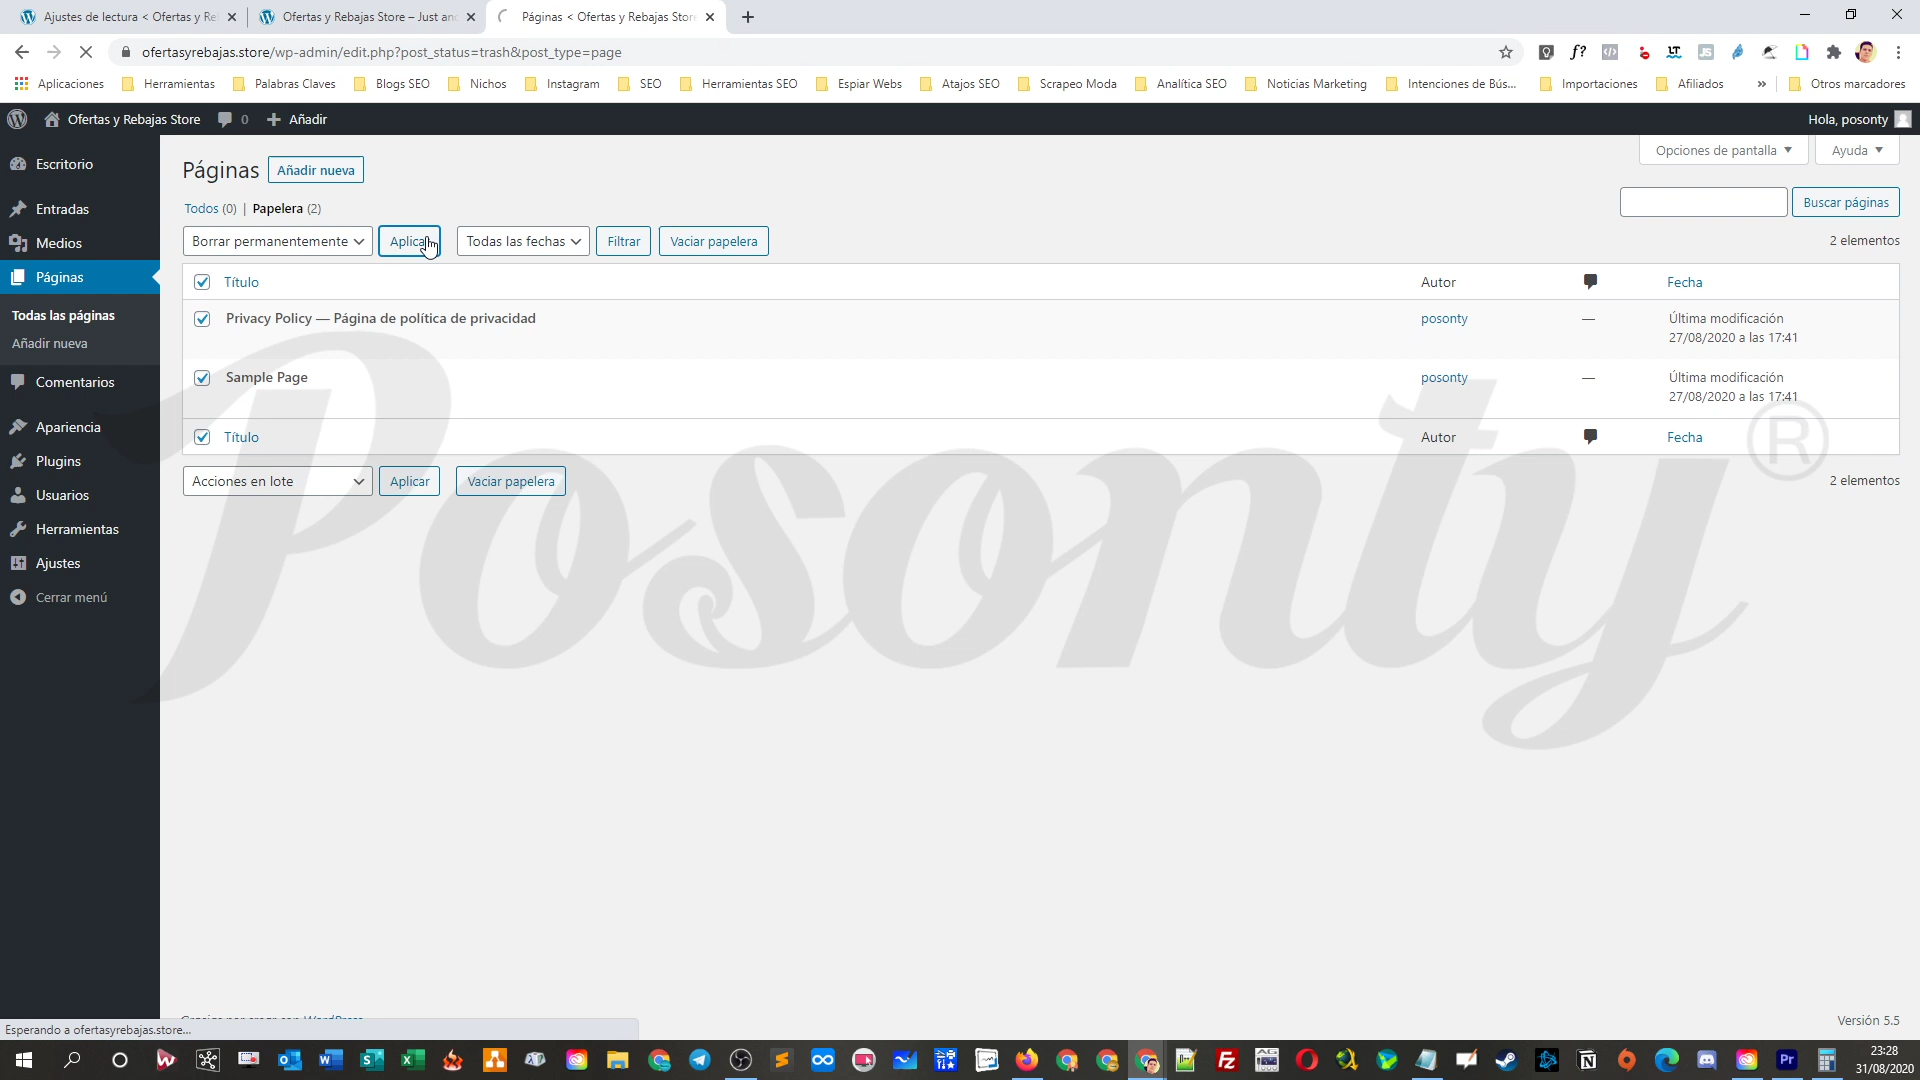 Ajustes de lectura < Ofertas y Re
Ofertas y Rebajas Store – Just an
Páginas < Ofertas y Rebajas Stor
ofertasyrebajas.store/wp-admin/edit.php?post_status=trash&post_type=page
Aplicaciones
Herramientas
Palabras Claves
Blogs SEO
Nichos
Instagram
SEO
Herramientas SEO
Espiar Webs
Atajos SEO
Scrapeo Moda
Analítica SEO
Noticias Marketing
Intenciones de Bús...
Importaciones
Afiliados
»
Otros marcadores
Ofertas y Rebajas Store
0
Añadir
Hola, posonty
Escritorio
Entradas
Medios
Páginas
Todas las páginas
Añadir nueva
Comentarios
Apariencia
Plugins
Usuarios
Herramientas
Ajustes
Cerrar menú
Opciones de pantalla
Ayuda
Páginas
Añadir nueva
Todos (0) | Papelera (2)
Buscar páginas
Borrar permanentemente
Aplica
Todas las fechas
Filtrar
Vaciar papelera
2 elementos
Título
Autor
Fecha
Privacy Policy — Página de política de privacidad
posonty
—
Última modificación
27/08/2020 a las 17:41
Sample Page
posonty
—
Última modificación
27/08/2020 a las 17:41
Título
Autor
Fecha
Acciones en lote
Aplicar
Vaciar papelera
2 elementos
Posonty ®
Esperando a ofertasyrebajas.store...
Versión 5.5
23:28
31/08/2020